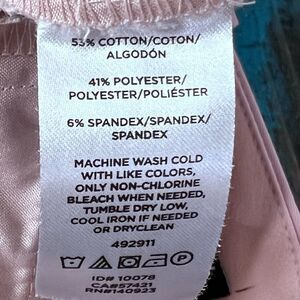 53% COTTON/COTON/
ALGODÓN
41% POLYESTER/
POLYESTER/POLIÉSTER
6% SPANDEX/SPANDEX/
SPANDEX
MACHINE WASH COLD
WITH LIKE COLORS,
ONLY NON-CHLORINE
BLEACH WHEN NEEDED,
TUMBLE DRY LOW,
COOL IRON IF NEEDED
OR DRYCLEAN
492911
ID# 10078
CA#57421
RN#140923